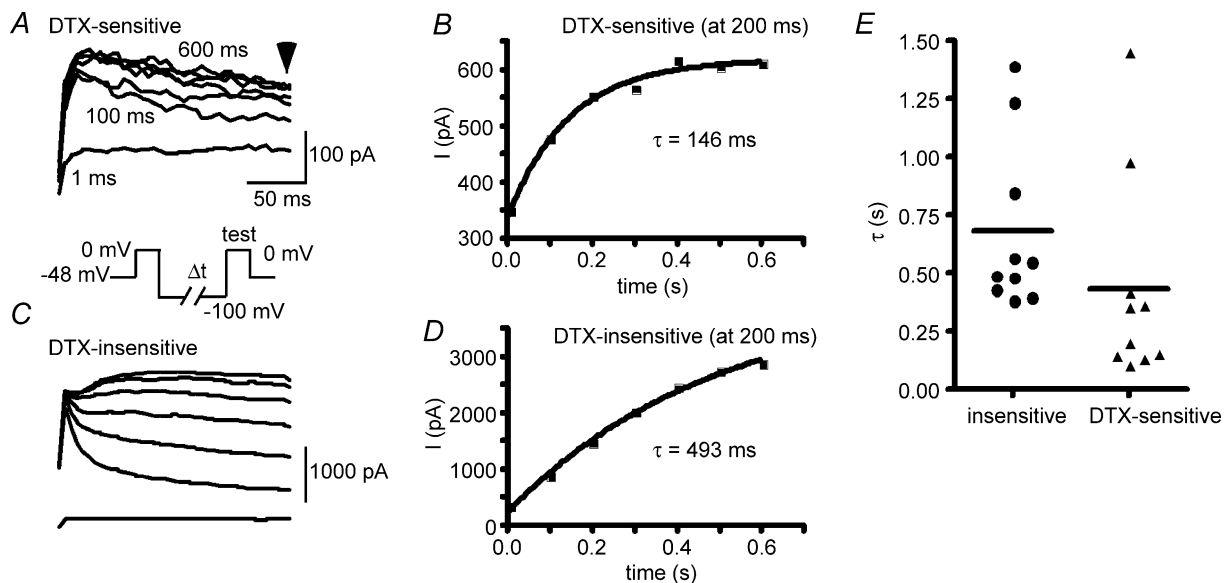 A
DTX-sensitive
600 ms
100 ms
1 ms
100 pA
50 ms
0 mV
-48 mV
Δt
test
0 mV
-100 mV
B
DTX-sensitive (at 200 ms)
I (pA)
600
500
400
300
τ = 146 ms
0.0 0.2 0.4 0.6
time (s)
C
DTX-insensitive
1000 pA
D
DTX-insensitive (at 200 ms)
I (pA)
3000
2000
1000
0
τ = 493 ms
0.0 0.2 0.4 0.6
time (s)
E
τ (s)
1.50
1.25
1.00
0.75
0.50
0.25
0.00
insensitive DTX-sensitive